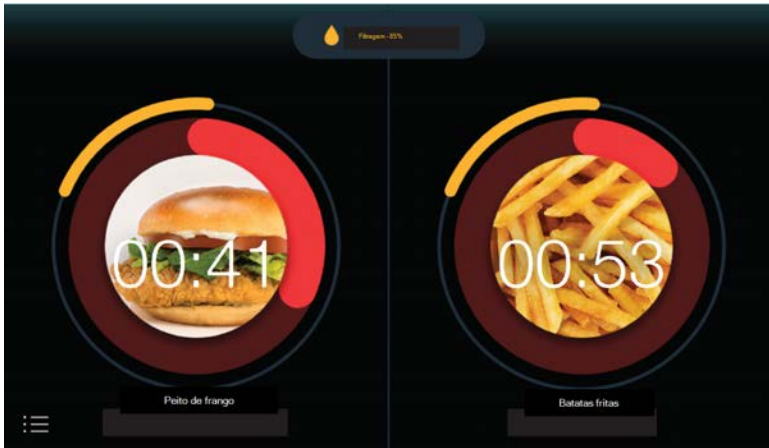 Filtragem -85%
00:41
00:53
Peito de frango
Batatas fritas